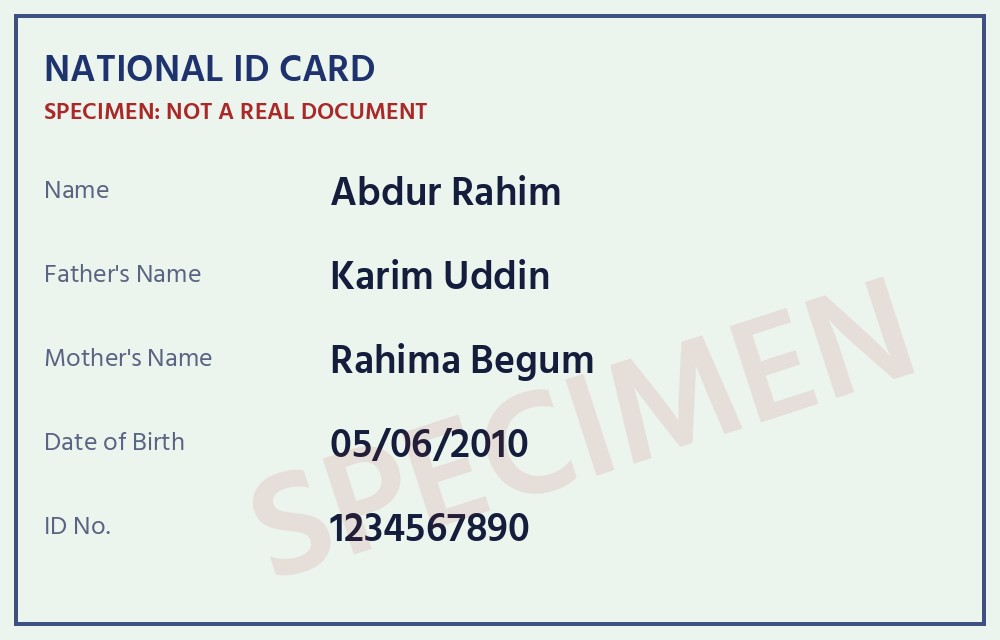 NATIONAL ID CARD
SPECIMEN: NOT A REAL DOCUMENT
Name Abdur Rahim
Father's Name Karim Uddin
Mother's Name Rahima Begum
Date of Birth 05/06/2010
ID No. 1234567890
SPECIMEN